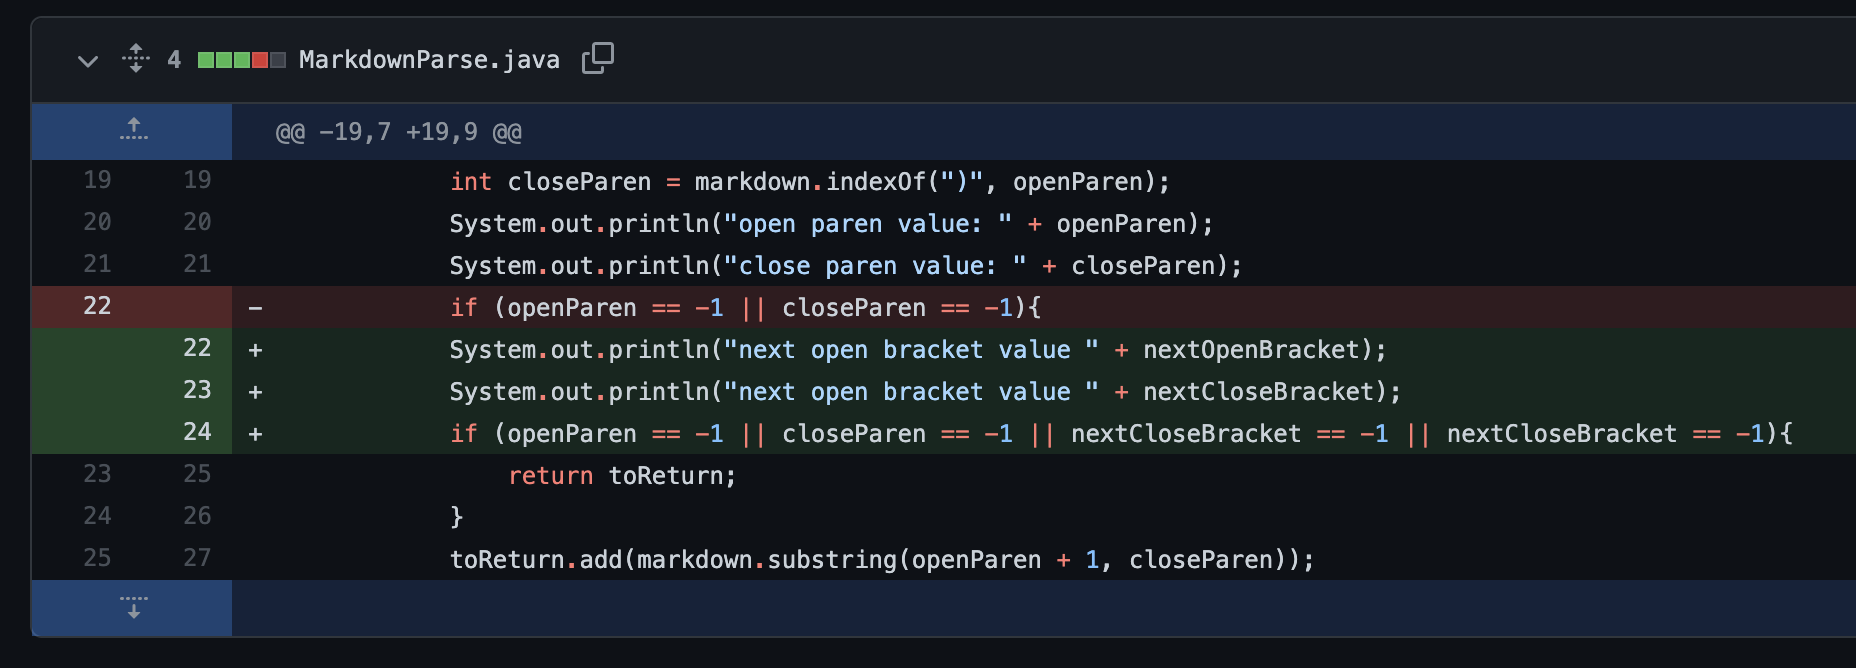 4 MarkdownParse.java
@@ -19,7 +19,9 @@
19 19 int closeParen = markdown.indexOf(")", openParen);
20 20 System.out.println("open paren value: " + openParen);
21 21 System.out.println("close paren value: " + closeParen);
22 - if (openParen == -1 || closeParen == -1){
22 + System.out.println("next open bracket value " + nextOpenBracket);
23 + System.out.println("next open bracket value " + nextCloseBracket);
24 + if (openParen == -1 || closeParen == -1 || nextCloseBracket == -1 || nextCloseBracket == -1){
23 25 return toReturn;
24 26 }
25 27 toReturn.add(markdown.substring(openParen + 1, closeParen));